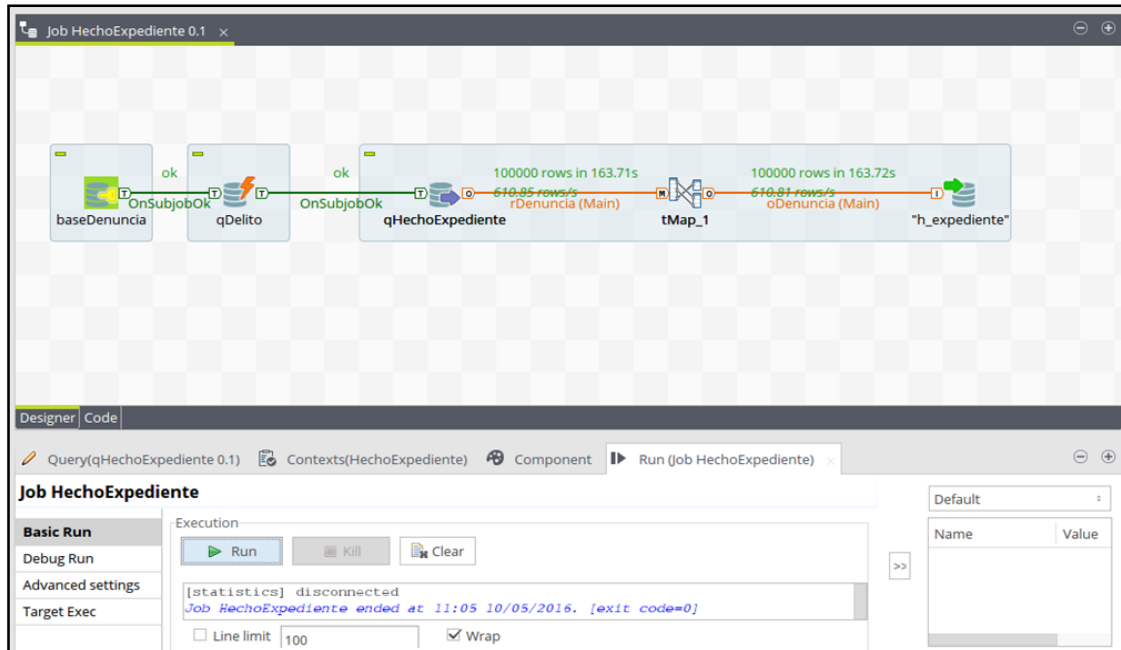 Job HechoExpediente 0.1
ok
ok
100000 rows in 163.71s
100000 rows in 163.72s
T
T
T
T
O
610.85 rows/s
M
O
610.81 rows/s
I
OnSubjobOk
OnSubjobOk
rDenuncia (Main)
oDenuncia (Main)
baseDenuncia
qDelito
qHechoExpediente
tMap_1
"h_expediente"
Designer
Code
Query(qHechoExpediente 0.1)
Contexts(HechoExpediente)
Component
Run (Job HechoExpediente)
Job HechoExpediente
Default
Basic Run
Debug Run
Advanced settings
Target Exec
Execution
Run
Kill
Clear
[statistics] disconnected
Job HechoExpediente ended at 11:05 10/05/2016. [exit code=0]
Line limit
100
Wrap
>>
Name
Value